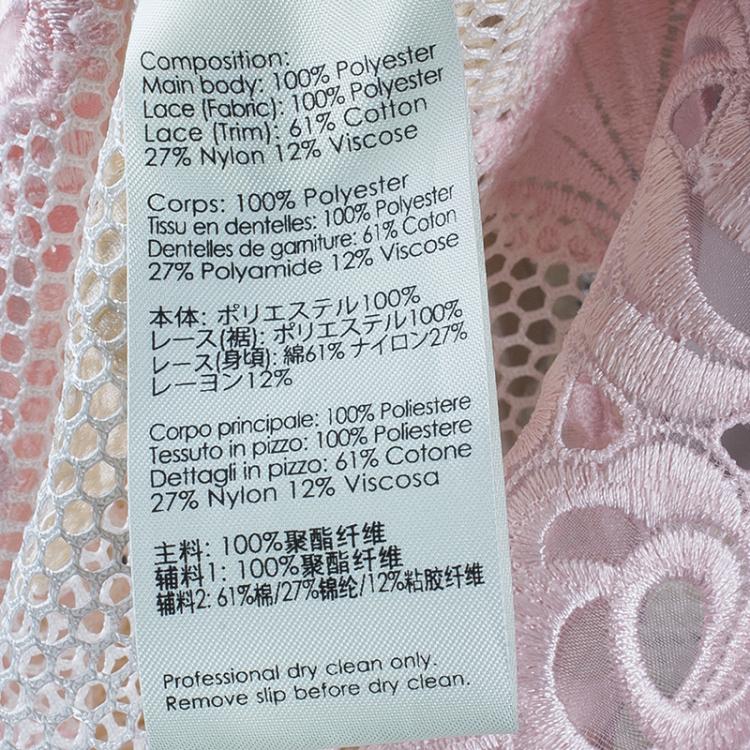 Composition:
Main body: 100% Polyester
Lace (Fabric): 100% Polyester
Lace (Trim): 61% Cotton
27% Nylon 12% Viscose
Corps: 100% Polyester
Tissu en dentelles: 100% Polyester
Dentelles de garniture: 61% Coton
27% Polyamide 12% Viscose
本体: ポリエステル100%
レース(裾): ポリエステル100%
レース(身頃): 綿61% ナイロン27%
レーヨン12%
Corpo principale: 100% Poliestere
Tessuto in pizzo: 100% Poliestere
Dettagli in pizzo: 61% Cotone
27% Nylon 12% Viscosa
主料: 100%聚酯纤维
辅料1: 100%聚酯纤维
辅料2: 61%棉/27%锦纶/12%粘胶纤维
Professional dry clean only.
Remove slip before dry clean.